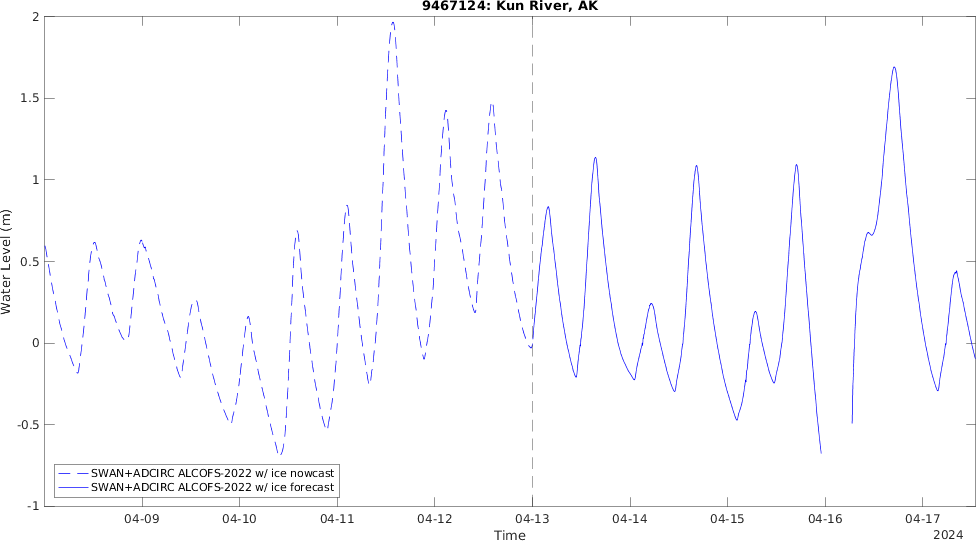 9467124: Kun River, AK
2
1.5
1
0.5
0
-0.5
-1
Water Level (m)
SWAN+ADCIRC ALCOFS-2022 w/ ice nowcast
SWAN+ADCIRC ALCOFS-2022 w/ ice forecast
04-09 04-10 04-11 04-12 04-13 04-14 04-15 04-16 04-17
Time
2024